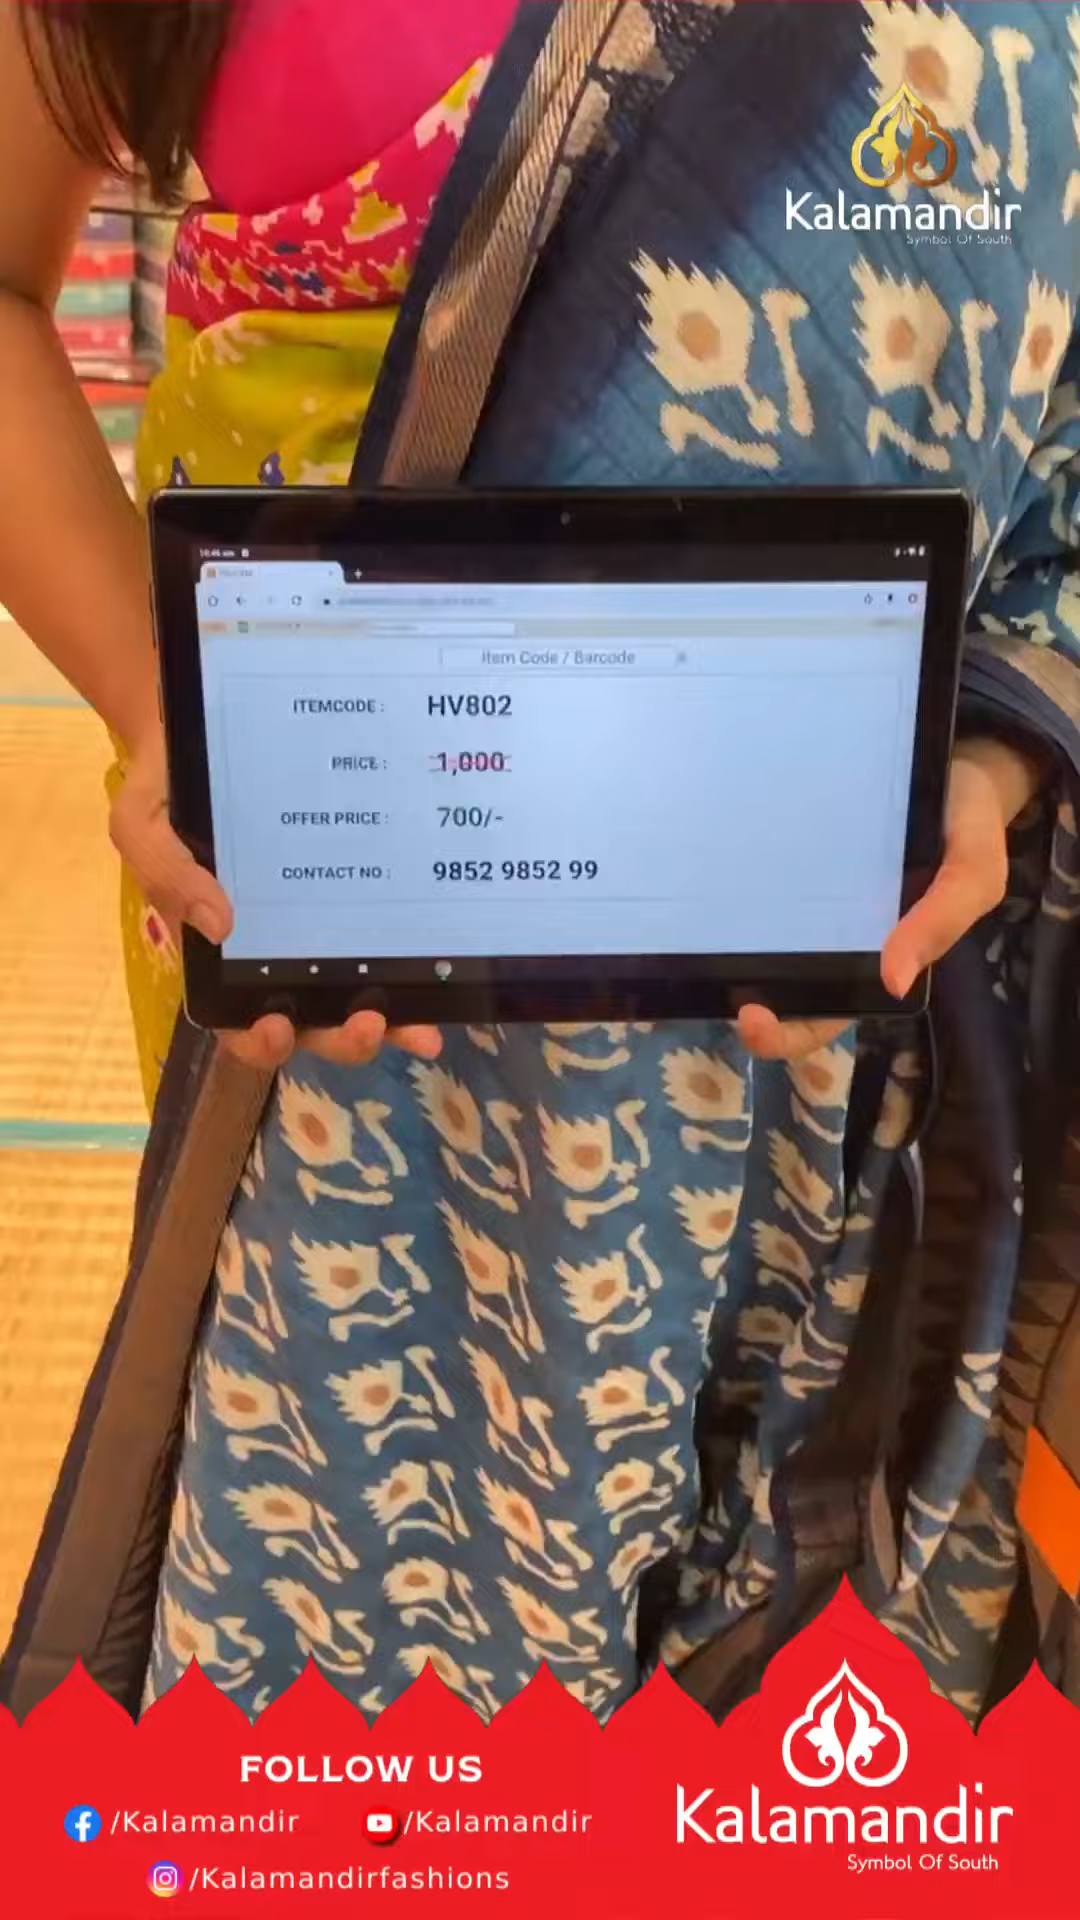 Kalamandir
Symbol Of South
Item Code / Barcode
ITEMCODE : HV802
PRICE : 1,000
OFFER PRICE : 700/-
CONTACT NO : 9852 9852 99
FOLLOW US
/Kalamandir /Kalamandir
/Kalamandirfashions
Kalamandir
Symbol Of South